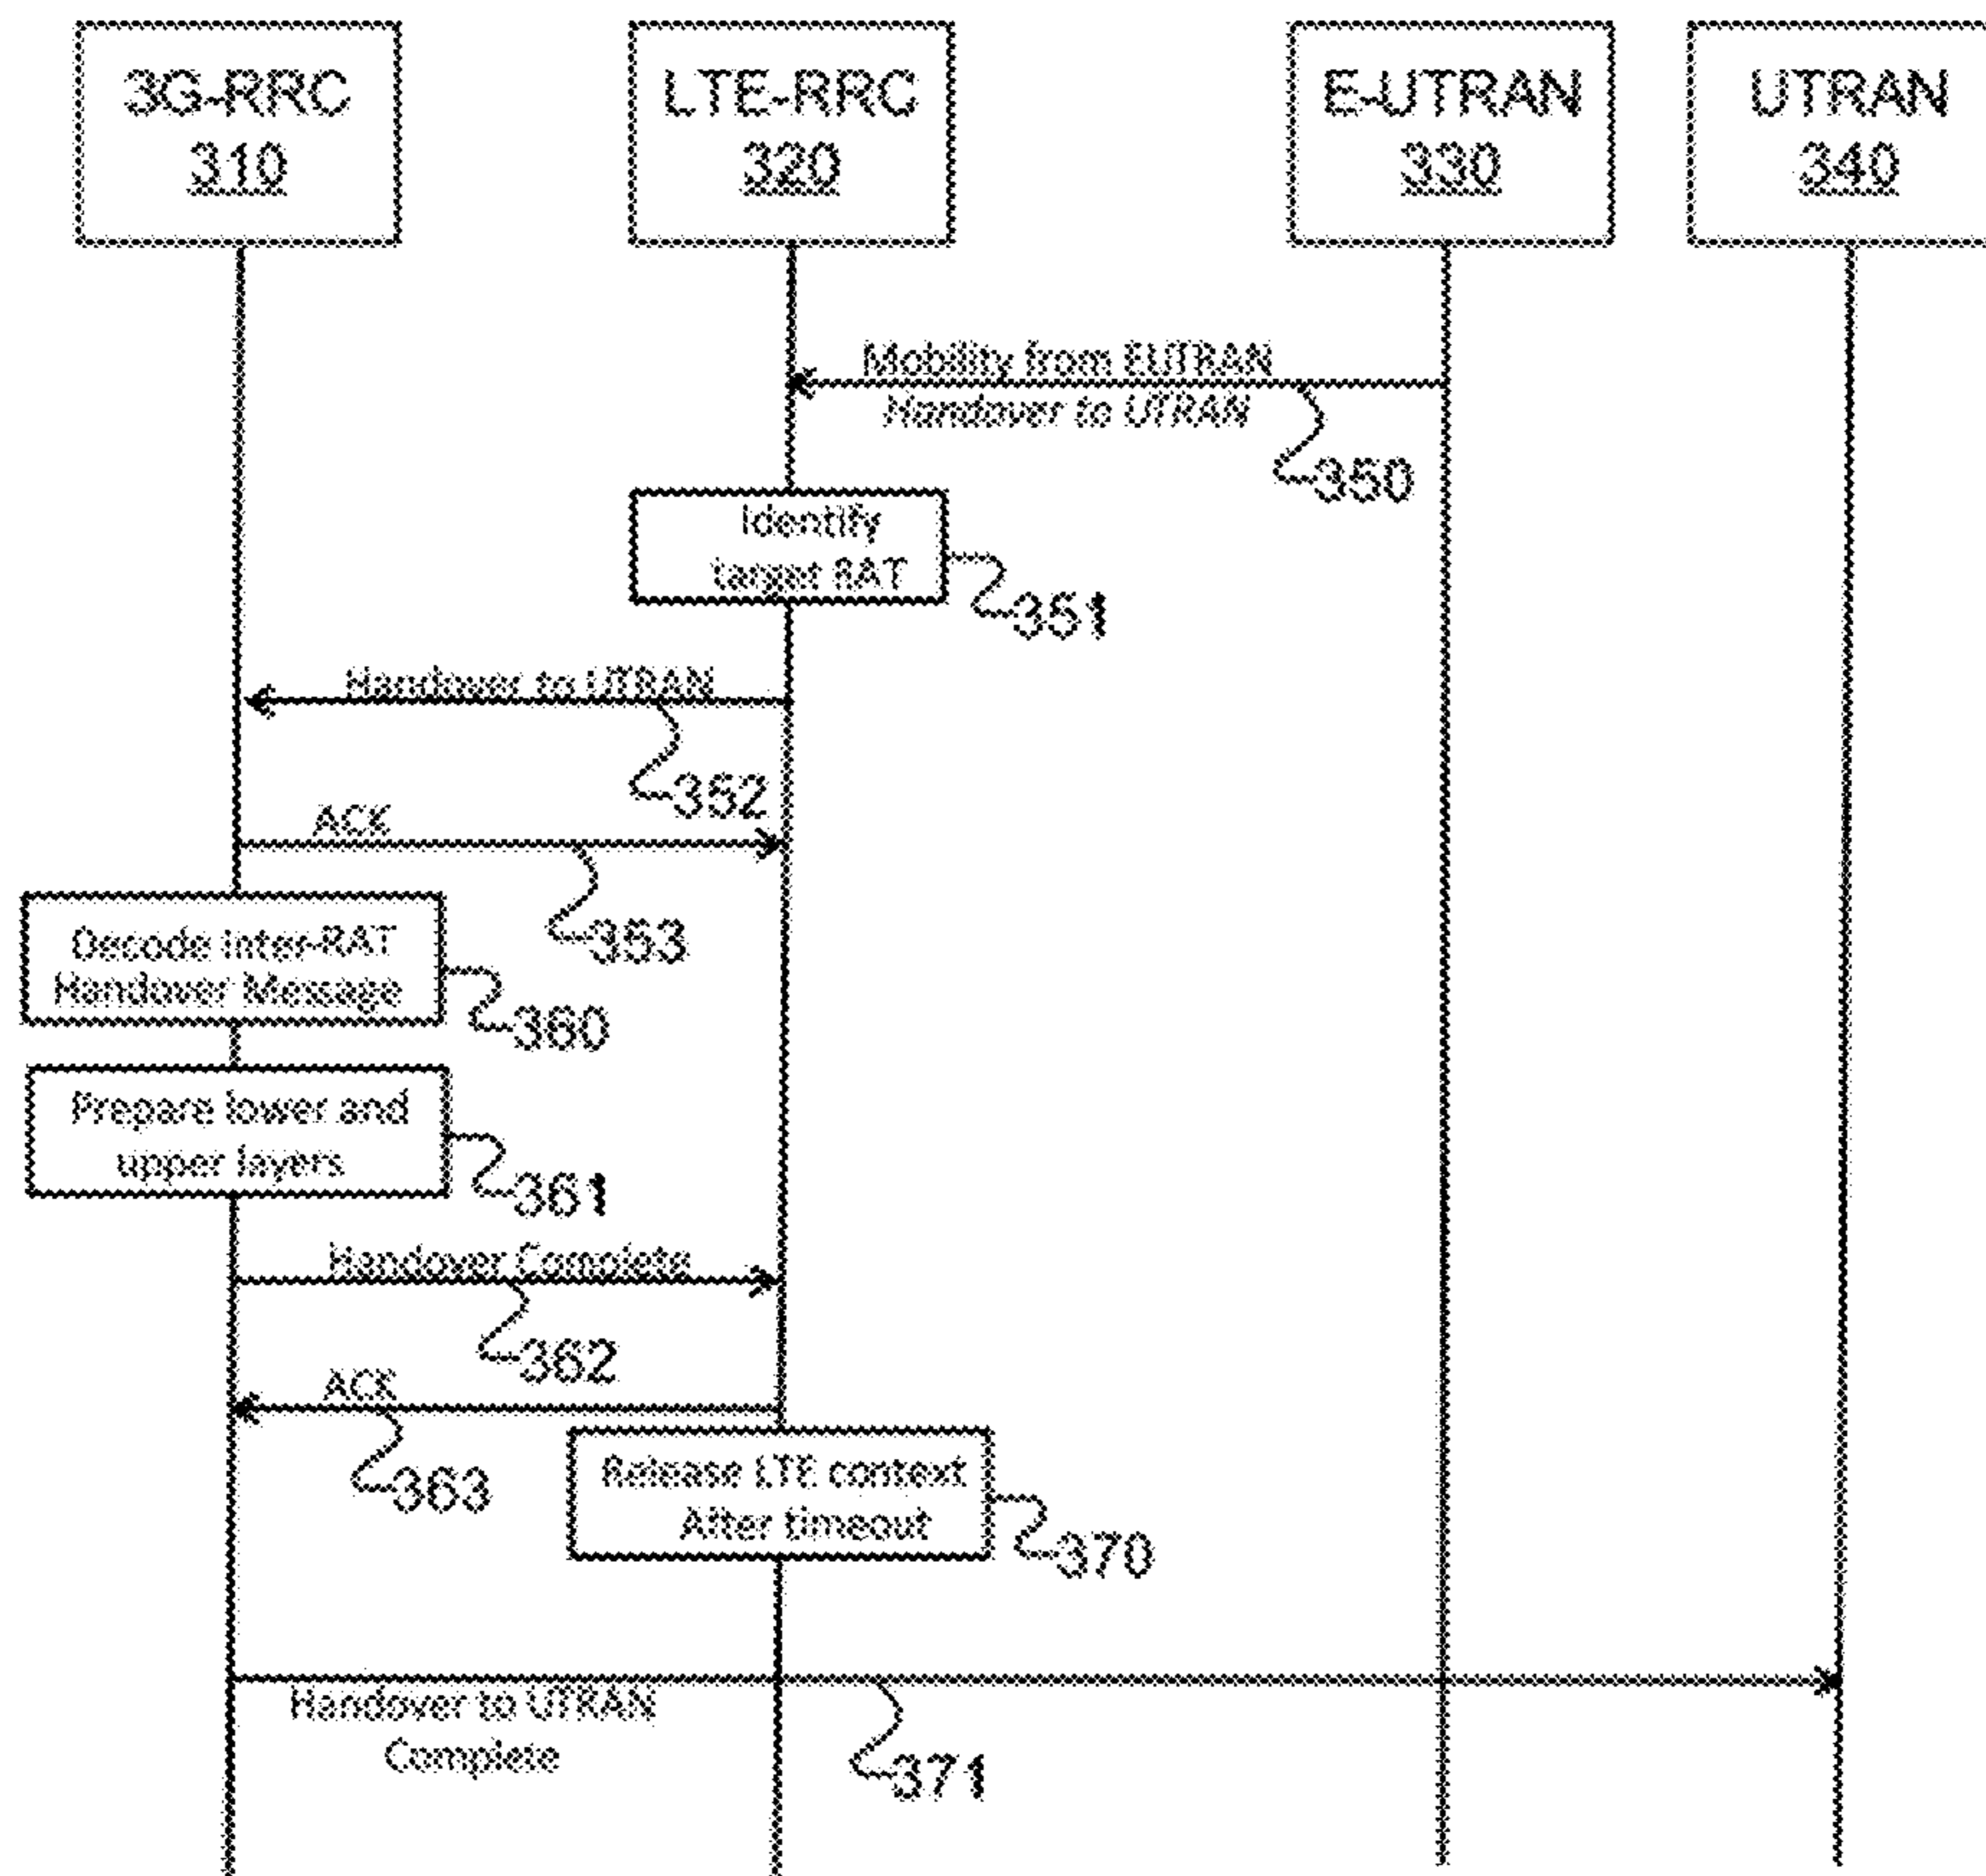 3G-RRC
310
LTE-RRC
320
E-UTRAN
330
UTRAN
340
Mobility from EUTRAN
Handover to UTRAN
350
Identify
target RAT
351
Handover to UTRAN
352
ACK
353
Decode Inter-RAT
Handover Message
360
Prepare lower and
upper layers
361
Handover Complete
362
ACK
363
Release LTE context
After timeout
370
Handover to UTRAN
Complete
371